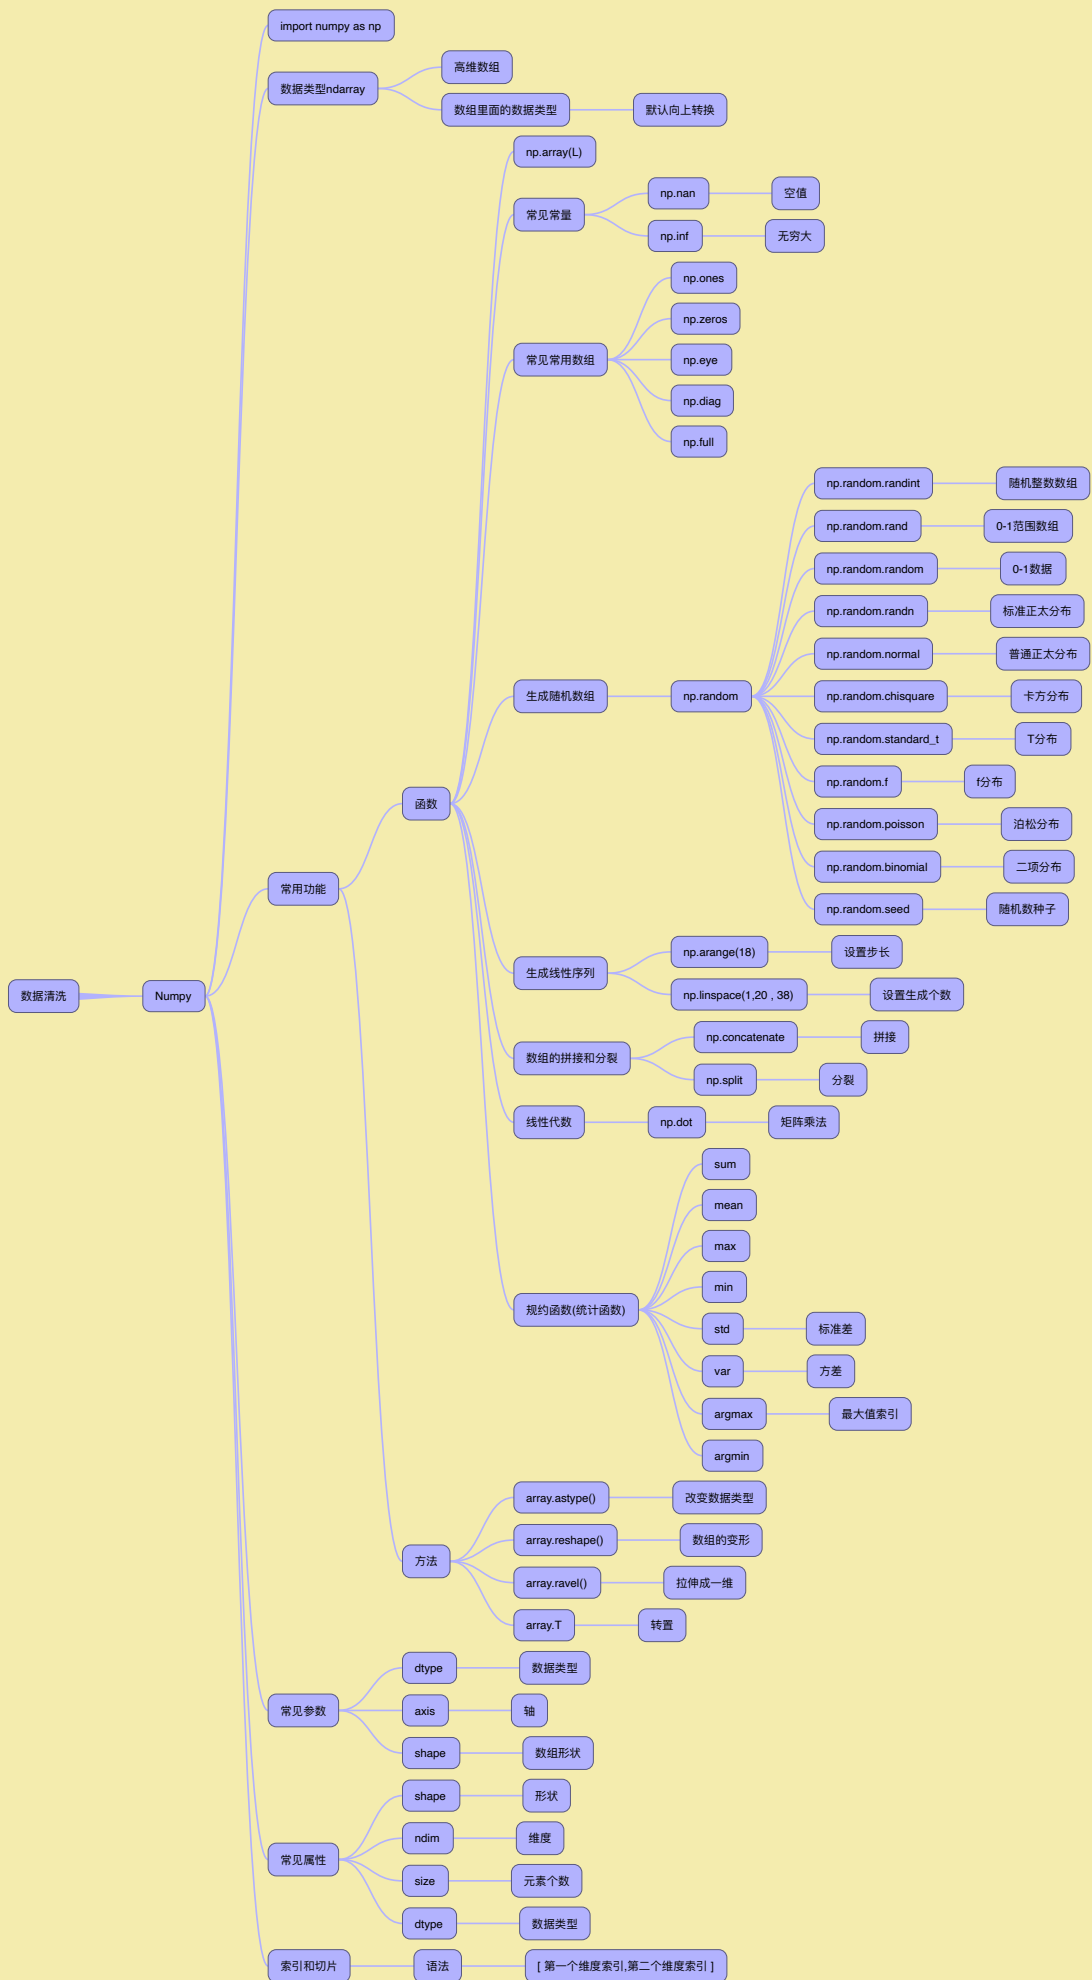 import numpy as np
数据类型ndarray
高维数组
数组里面的数据类型
默认向上转换
np.array(L)
常见常量
np.nan
空值
np.inf
无穷大
常见常用数组
np.ones
np.zeros
np.eye
np.diag
np.full
生成随机数组
np.random
np.random.randint
随机整数数组
np.random.rand
0-1范围数组
np.random.random
0-1数据
np.random.randn
标准正太分布
np.random.normal
普通正太分布
np.random.chisquare
卡方分布
np.random.standard_t
T分布
np.random.f
f分布
np.random.poisson
泊松分布
np.random.binomial
二项分布
np.random.seed
随机数种子
函数
常用功能
生成线性序列
np.arange(18)
设置步长
np.linspace(1,20 , 38)
设置生成个数
数据清洗
Numpy
数组的拼接和分裂
np.concatenate
拼接
np.split
分裂
线性代数
np.dot
矩阵乘法
规约函数(统计函数)
sum
mean
max
min
std
标准差
var
方差
argmax
最大值索引
argmin
方法
array.astype()
改变数据类型
array.reshape()
数组的变形
array.ravel()
拉伸成一维
array.T
转置
常见参数
dtype
数据类型
axis
轴
shape
数组形状
常见属性
shape
形状
ndim
维度
size
元素个数
dtype
数据类型
索引和切片
语法
[ 第一个维度索引,第二个维度索引 ]